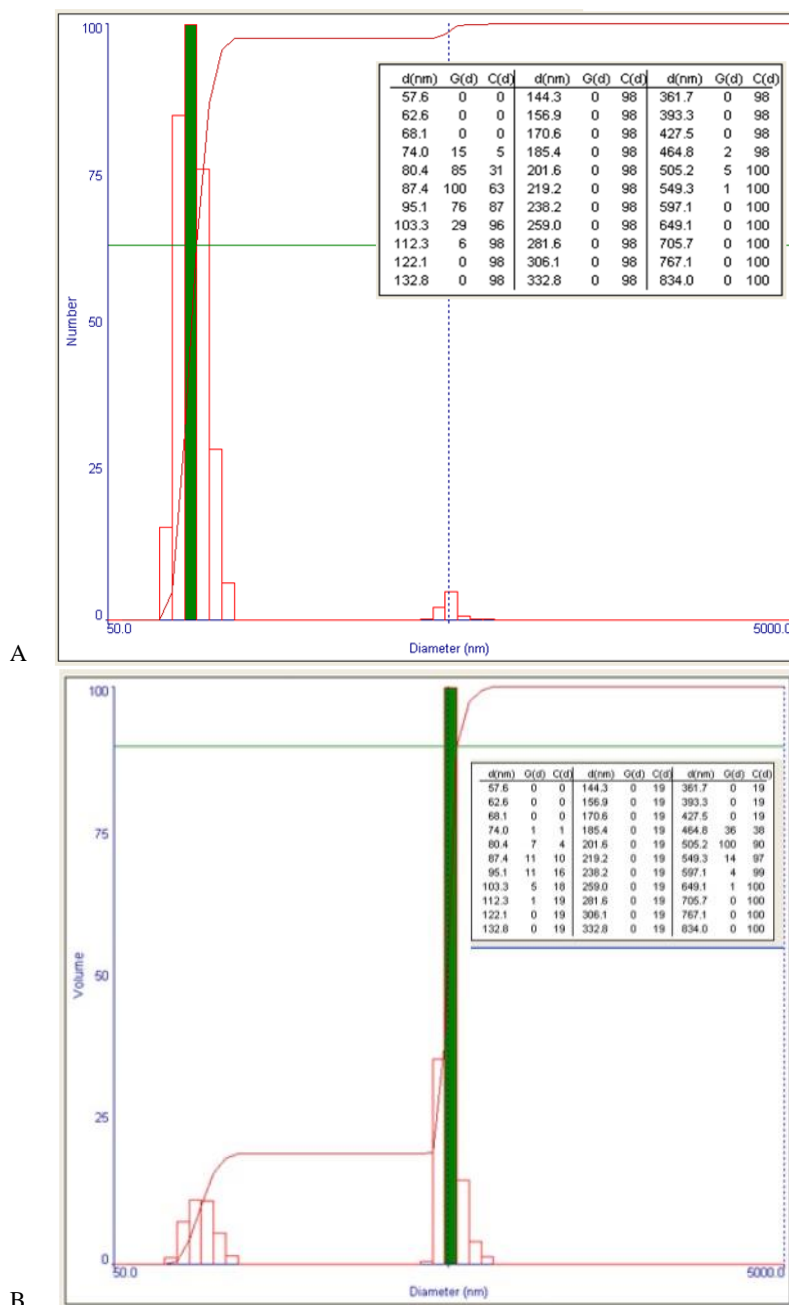 100
75
50
25
0
Number
50.0
5000.0
Diameter (nm)
d(nm) G(d) C(d) d(nm) G(d) C(d) d(nm) G(d) C(d)
57.6 0 0 144.3 0 98 361.7 0 98
62.6 0 0 156.9 0 98 393.3 0 98
68.1 0 0 170.6 0 98 427.5 0 98
74.0 15 5 185.4 0 98 464.8 2 98
80.4 85 31 201.6 0 98 505.2 5 100
87.4 100 63 219.2 0 98 549.3 1 100
95.1 76 87 238.2 0 98 597.1 0 100
103.3 29 96 259.0 0 98 649.1 0 100
112.3 6 98 281.6 0 98 705.7 0 100
122.1 0 98 306.1 0 98 767.1 0 100
132.8 0 98 332.8 0 98 834.0 0 100
A
100
75
50
25
0
Volume
50.0
5000.0
Diameter (nm)
d(nm) G(d) C(d) d(nm) G(d) C(d) d(nm) G(d) C(d)
57.6 0 0 144.3 0 19 361.7 0 19
62.6 0 0 156.9 0 19 393.3 0 19
68.1 0 0 170.6 0 19 427.5 0 19
74.0 1 1 185.4 0 19 464.8 36 38
80.4 7 4 201.6 0 19 505.2 100 90
87.4 11 10 219.2 0 19 549.3 14 97
95.1 11 16 238.2 0 19 597.1 4 99
103.3 5 18 259.0 0 19 649.1 1 100
112.3 1 19 281.6 0 19 705.7 0 100
122.1 0 19 306.1 0 19 767.1 0 100
132.8 0 19 332.8 0 19 834.0 0 100
B